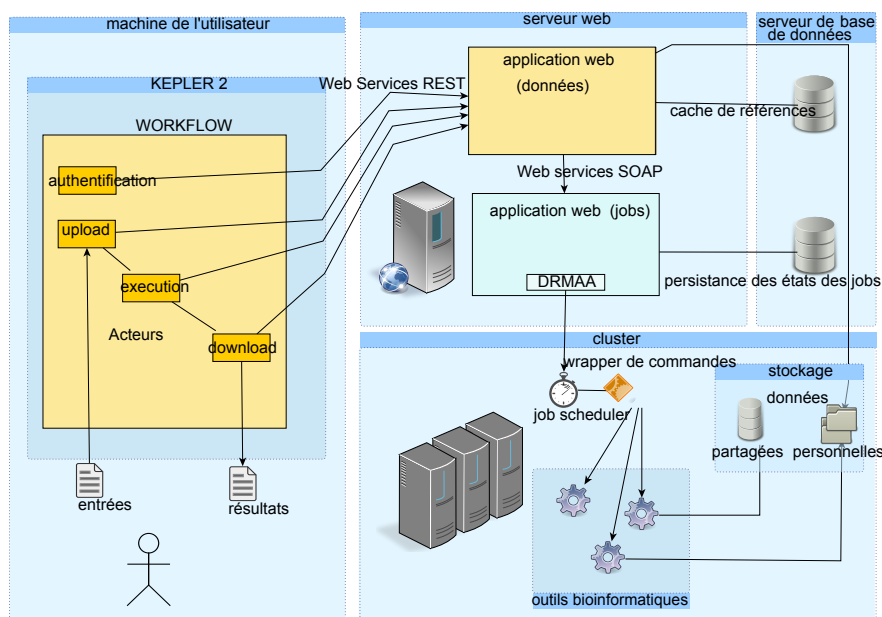 machine de l'utilisateur
KEPLER 2
WORKFLOW
authentification
upload
execution
Acteurs
download
entrées
résultats
serveur web
Web Services REST
application web
(données)
Web services SOAP
application web (jobs)
DRMAA
serveur de base
de données
cache de références
persistance des états des jobs
cluster
wrapper de commandes
job scheduler
stockage
données
partagées
personnelles
outils bioinformatiques